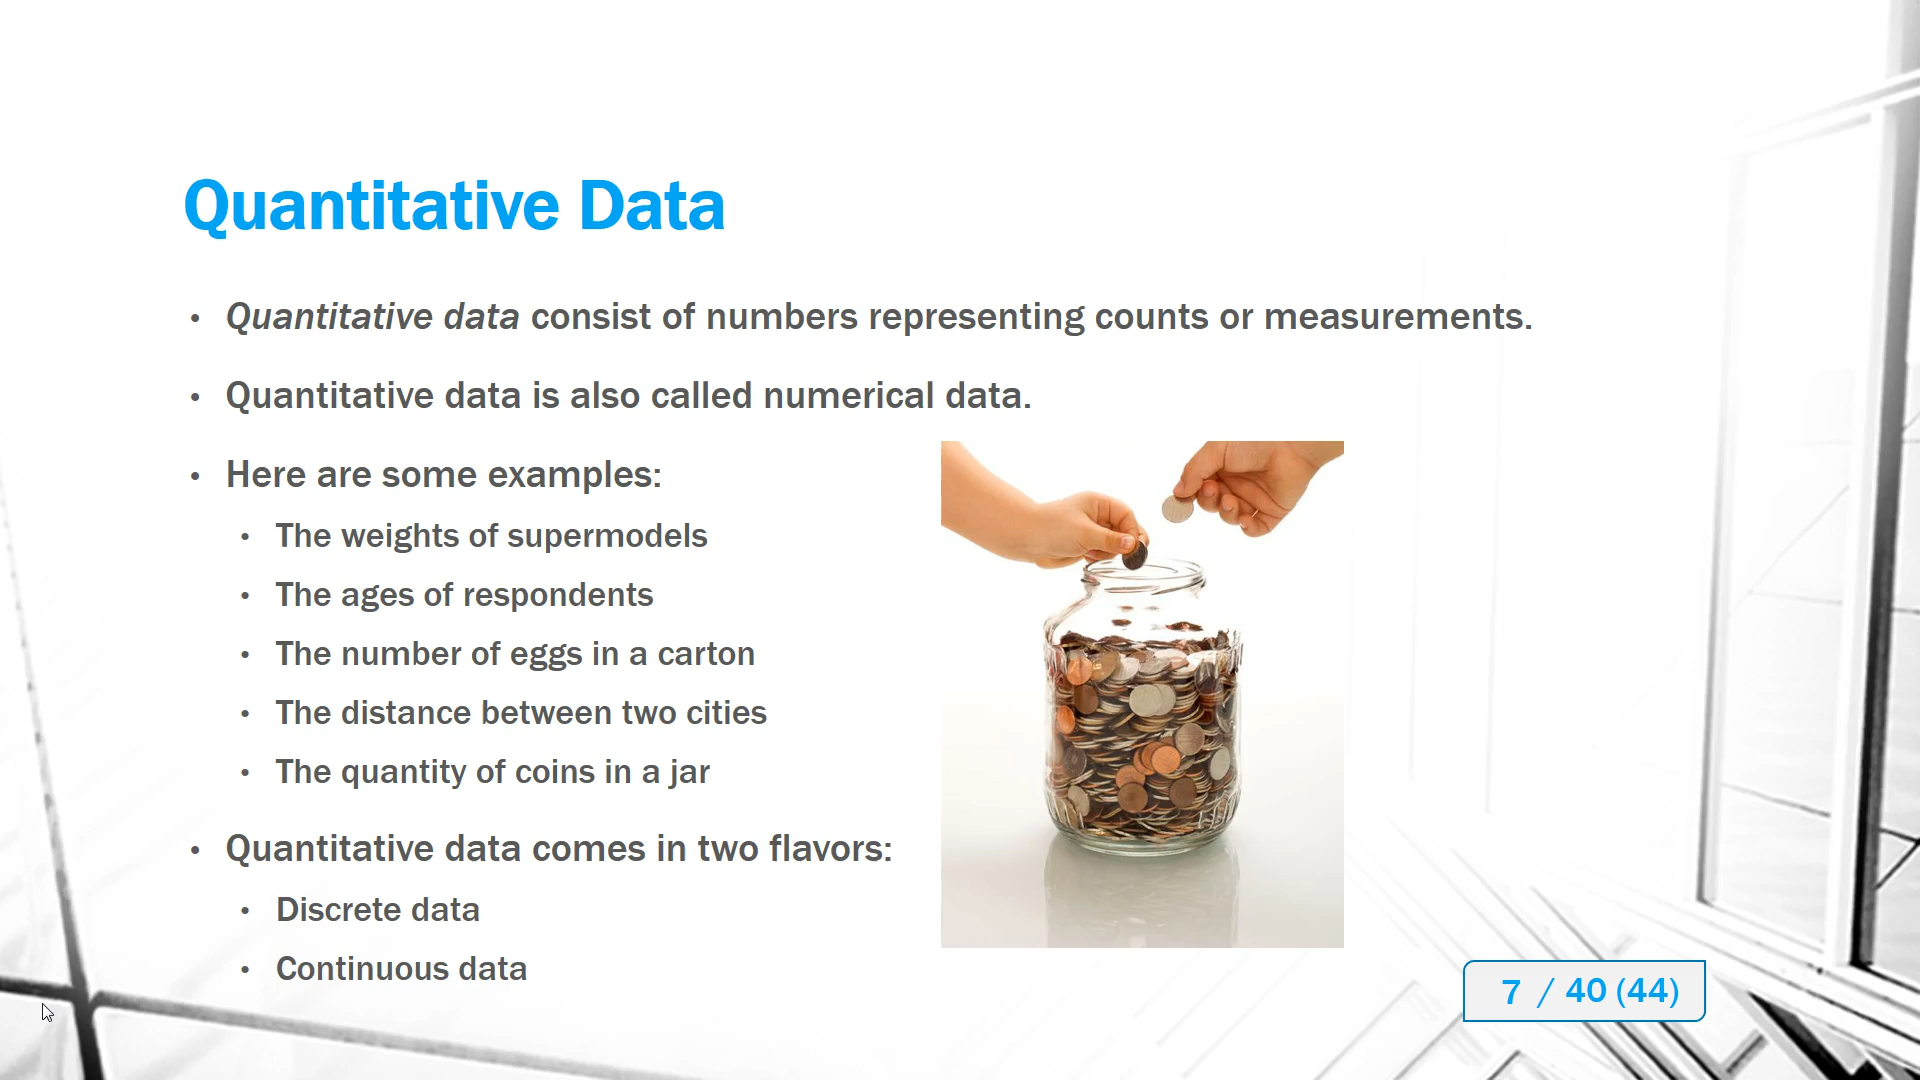 Quantitative Data
• Quantitative data consist of numbers representing counts or measurements.
• Quantitative data is also called numerical data.
• Here are some examples:
• The weights of supermodels
• The ages of respondents
• The number of eggs in a carton
• The distance between two cities
• The quantity of coins in a jar
• Quantitative data comes in two flavors:
• Discrete data
• Continuous data
7 / 40 (44)